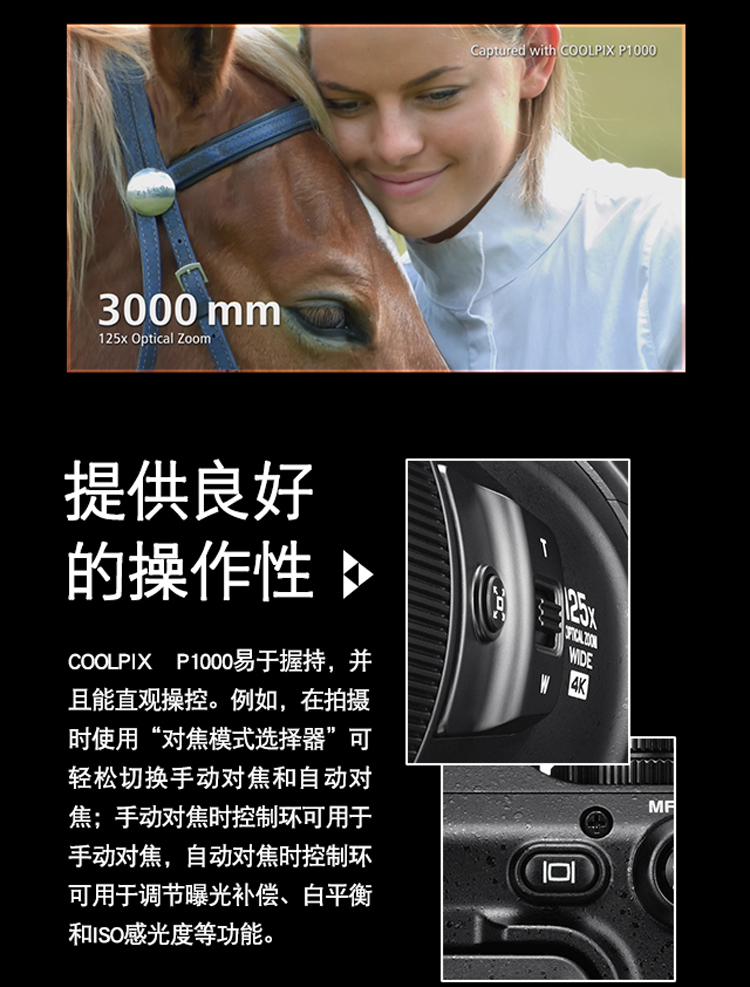 Captured with COOLPIX P1000
3000 mm
125x Optical Zoom
提供良好
的操作性
COOLPIX P1000易于握持，并
且能直观操控。例如，在拍摄
时使用“对焦模式选择器”可
轻松切换手动对焦和自动对
焦；手动对焦时控制环可用于
手动对焦，自动对焦时控制环
可用于调节曝光补偿、白平衡
和ISO感光度等功能。
T
125x
OPTICAL ZOOM
WIDE
W
4K
MF